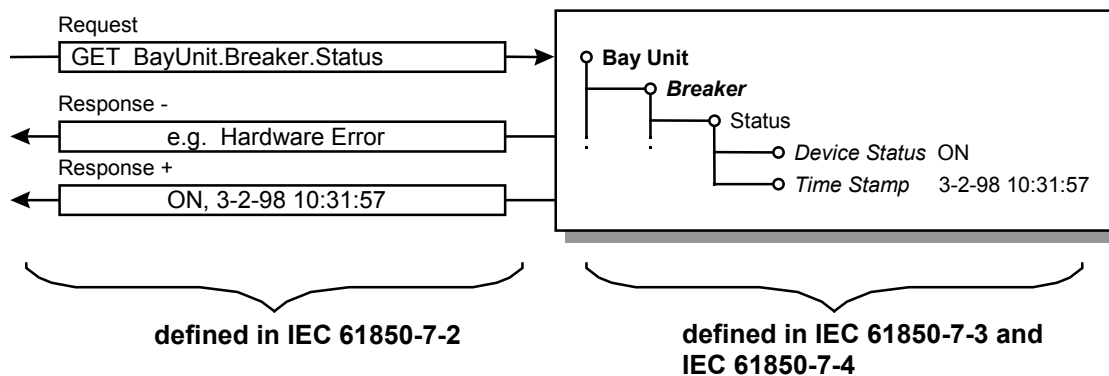 Request
GET BayUnit.Breaker.Status
Response -
e.g. Hardware Error
Response +
ON, 3-2-98 10:31:57
Bay Unit
Breaker
Status
Device Status ON
Time Stamp 3-2-98 10:31:57
defined in IEC 61850-7-2
defined in IEC 61850-7-3 and
IEC 61850-7-4